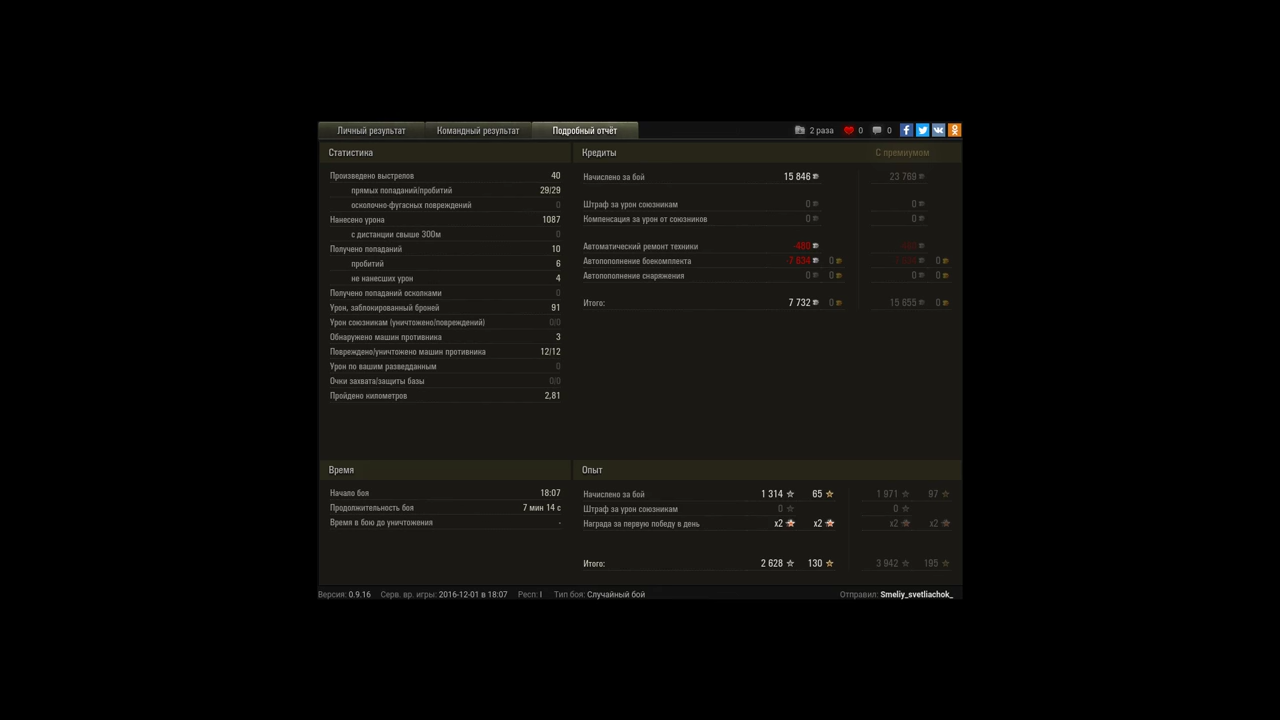 Личный результат Командный результат Подробный отчёт 2 раза 0 0
Статистика
Произведено выстрелов 40
прямых попаданий/пробитий 29/29
осколочно-фугасных повреждений 0
Нанесено урона 1087
с дистанции свыше 300м 0
Получено попаданий 10
пробитий 6
не нанесших урон 4
Получено попаданий осколками 0
Урон, заблокированный броней 91
Урон союзникам (уничтожено/повреждений) 0/0
Обнаружено машин противника 3
Повреждено/уничтожено машин противника 12/12
Урон по вашим разведданным 0
Очки захвата/защиты базы 0/0
Пройдено километров 2,81
Кредиты С премиумом
Начислено за бой 15 846 23 769
Штраф за урон союзникам 0 0
Компенсация за урон от союзников 0 0
Автоматический ремонт техники -480
Автопополнение боекомплекта -7 634 0 0
Автопополнение снаряжения 0 0 0 0
Итого: 7 732 0 15 655 0
Время
Начало боя 18:07
Продолжительность боя 7 мин 14 с
Время в бою до уничтожения -
Опыт
Начислено за бой 1 314 65 1 971 97
Штраф за урон союзникам 0 0
Награда за первую победу в день x2 x2 x2 x2
Итого: 2 628 130 3 942 195
Версия: 0.9.16 Серв. вр. игры: 2016-12-01 в 18:07 Респ: I Тип боя: Случайный бой Отправил: Smeliy_svetliachok_